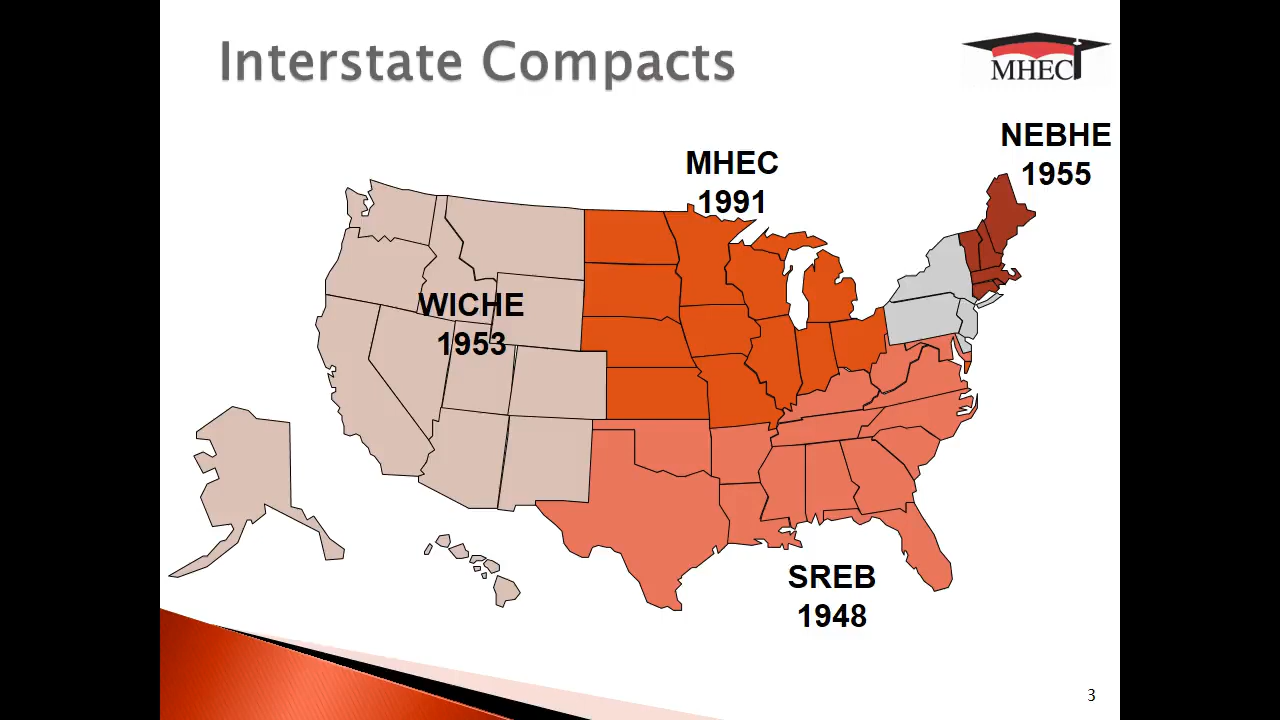 Interstate Compacts
MHEC
NEBHE
1955
MHEC
1991
WICHE
1953
SREB
1948
3